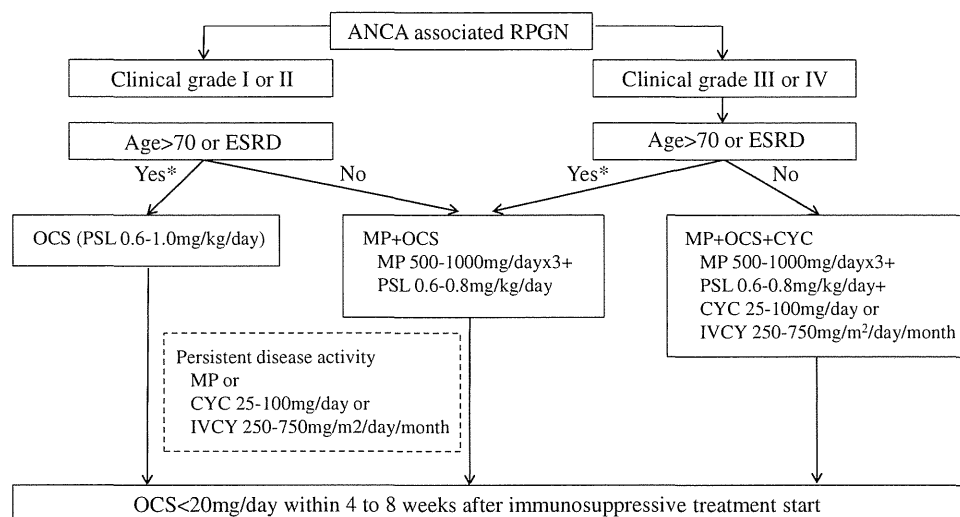 ANCA associated RPGN
Clinical grade I or II
Clinical grade III or IV
Age>70 or ESRD
Age>70 or ESRD
Yes*
No
Yes*
No
OCS (PSL 0.6-1.0mg/kg/day)
MP+OCS
MP 500-1000mg/dayx3+
PSL 0.6-0.8mg/kg/day
MP+OCS+CYC
MP 500-1000mg/dayx3+
PSL 0.6-0.8mg/kg/day+
CYC 25-100mg/day or
IVCY 250-750mg/m²/day/month
Persistent disease activity
MP or
CYC 25-100mg/day or
IVCY 250-750mg/m2/day/month
OCS<20mg/day within 4 to 8 weeks after immunosuppressive treatment start